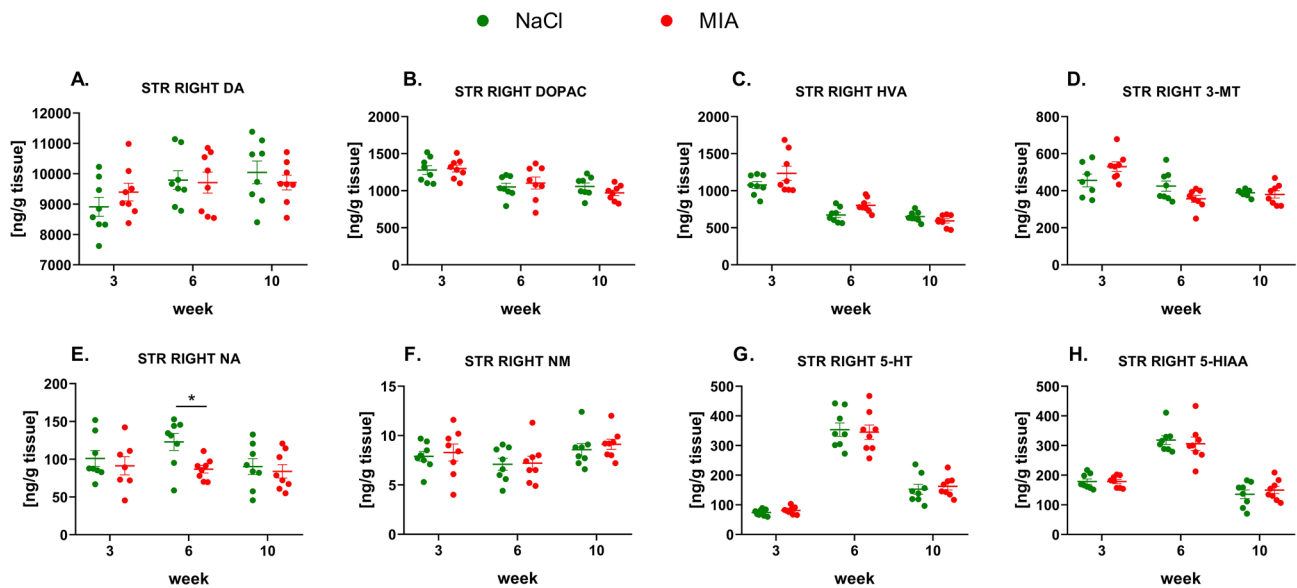 NaCl MIA
A. STR RIGHT DA
[ng/g tissue]
12000
11000
10000
9000
8000
7000
3 6 10
week
B. STR RIGHT DOPAC
[ng/g tissue]
2000
1500
1000
500
0
3 6 10
week
C. STR RIGHT HVA
[ng/g tissue]
2000
1500
1000
500
0
3 6 10
week
D. STR RIGHT 3-MT
[ng/g tissue]
800
600
400
200
0
3 6 10
week
E. STR RIGHT NA
[ng/g tissue]
200
150
100
50
0
*
3 6 10
week
F. STR RIGHT NM
[ng/g tissue]
15
10
5
0
3 6 10
week
G. STR RIGHT 5-HT
[ng/g tissue]
500
400
300
200
100
0
3 6 10
week
H. STR RIGHT 5-HIAA
[ng/g tissue]
500
400
300
200
100
0
3 6 10
week